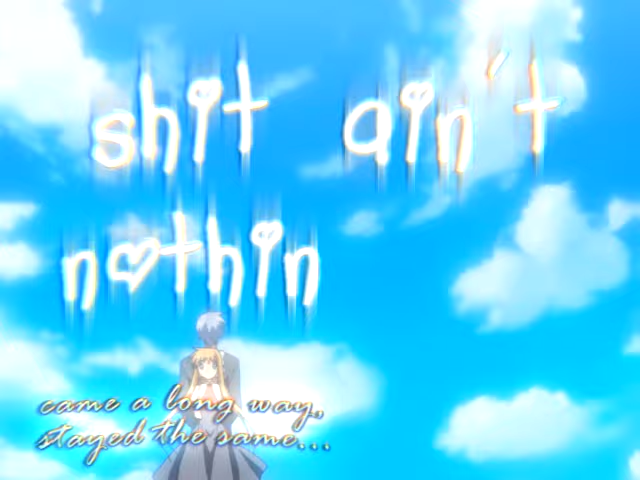 shit ain't
nothin
came a long way,
stayed the same...